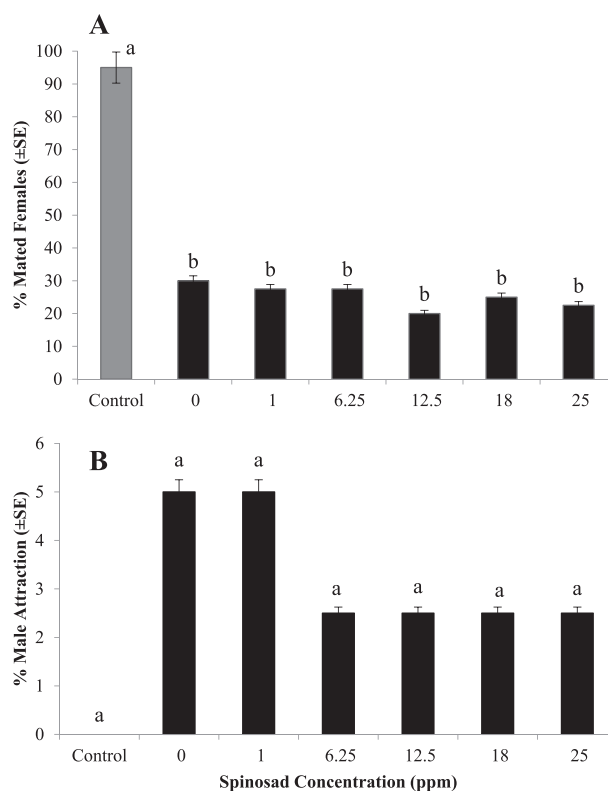 A
% Mated Females (±SE)
100
90
80
70
60
50
40
30
20
10
0
a
b
b
b
b
b
b
Control 0 1 6.25 12.5 18 25
B
% Male Attraction (±SE)
6
5
4
3
2
1
0
a
a
a
a
a
a
a
Control 0 1 6.25 12.5 18 25
Spinosad Concentration (ppm)